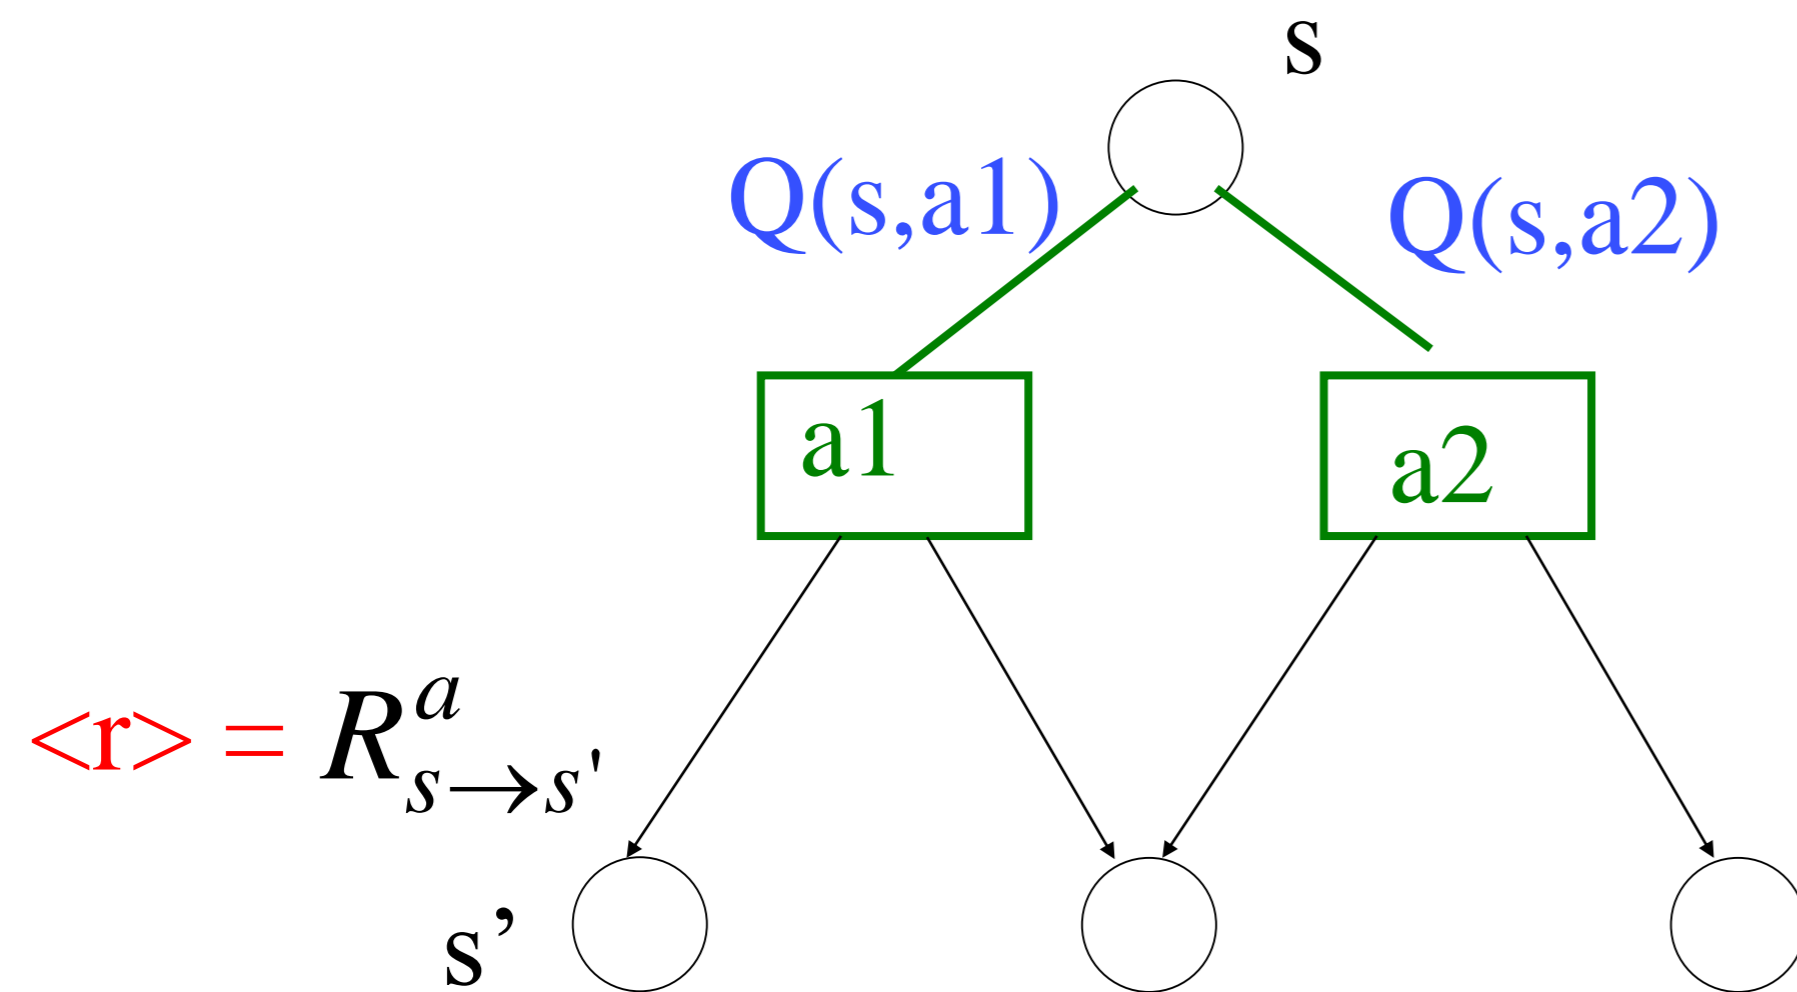 s
Q(s,a1)
Q(s,a2)
a1
a2
<r> = R^a_{s→s'}
s’